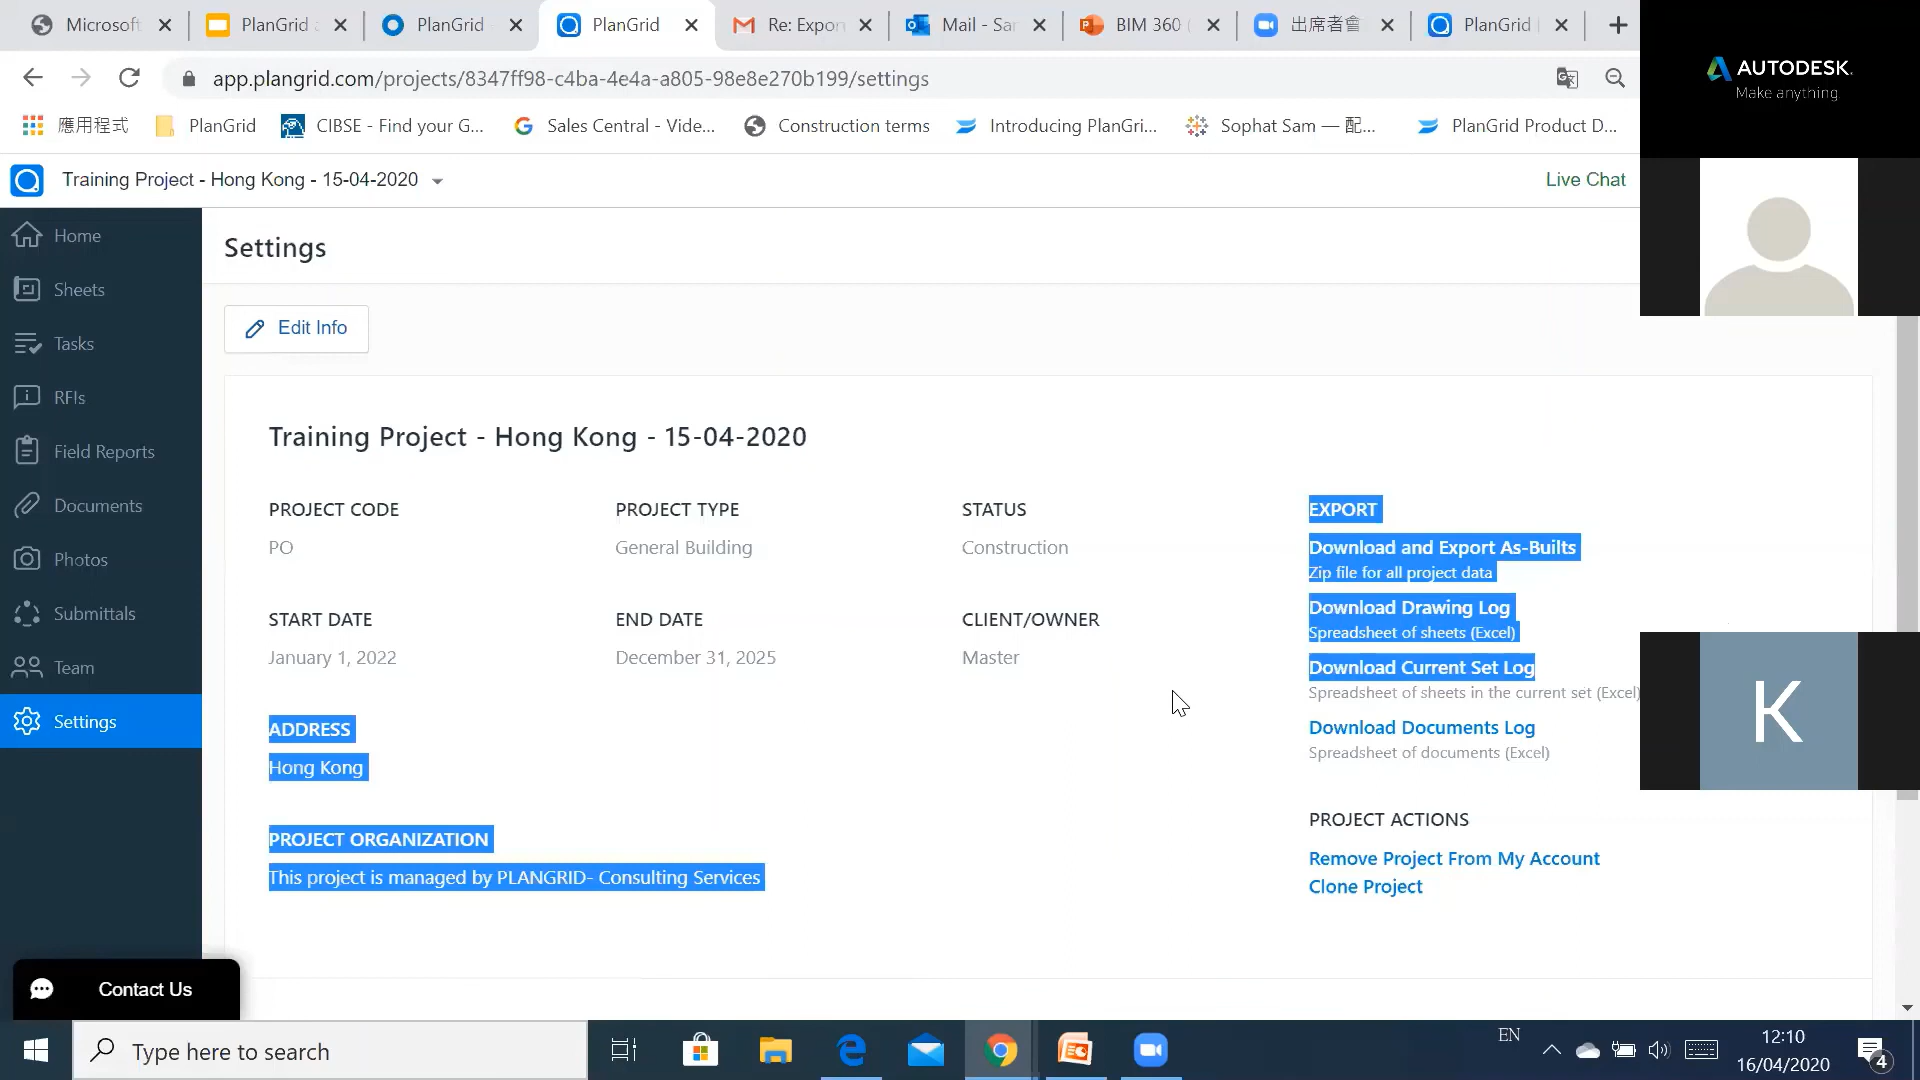 Microsoft
PlanGrid a
PlanGrid
PlanGrid
Re: Expor
Mail - Sa
BIM 360
出席者會
PlanGrid
app.plangrid.com/projects/8347ff98-c4ba-4e4a-a805-98e8e270b199/settings
應用程式
PlanGrid
CIBSE - Find your G...
Sales Central - Vide...
Construction terms
Introducing PlanGri...
Sophat Sam — 配...
PlanGrid Product D...
AUTODESK.
Make anything.
Training Project - Hong Kong - 15-04-2020
Live Chat
Home
Sheets
Tasks
RFIs
Field Reports
Documents
Photos
Submittals
Team
Settings
Contact Us
Settings
Edit Info
Training Project - Hong Kong - 15-04-2020
PROJECT CODE
PO
PROJECT TYPE
General Building
STATUS
Construction
START DATE
January 1, 2022
END DATE
December 31, 2025
CLIENT/OWNER
Master
ADDRESS
Hong Kong
PROJECT ORGANIZATION
This project is managed by PLANGRID- Consulting Services
EXPORT
Download and Export As-Builts
Zip file for all project data
Download Drawing Log
Spreadsheet of sheets (Excel)
Download Current Set Log
Spreadsheet of sheets in the current set (Excel)
Download Documents Log
Spreadsheet of documents (Excel)
PROJECT ACTIONS
Remove Project From My Account
Clone Project
K
Type here to search
EN
12:10
16/04/2020
4